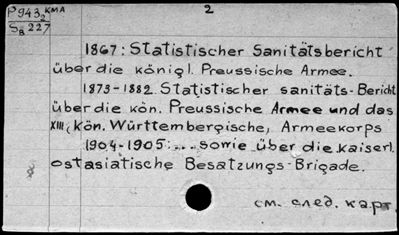 P 943₂ KMA 2
S₈ 227
1867: Statistischer Sanitätsbericht
über die königl. Preussische Armee.
1873-1882 Statistischer sanitäts-Bericht
über die kön. Preussische Armee und das
XIII, kön. Württembergische, Armeekorps
1904-1905: ... sowie über die kaiserl.
ostasiatische Besatzungs-Brigade.
см. след. карт.